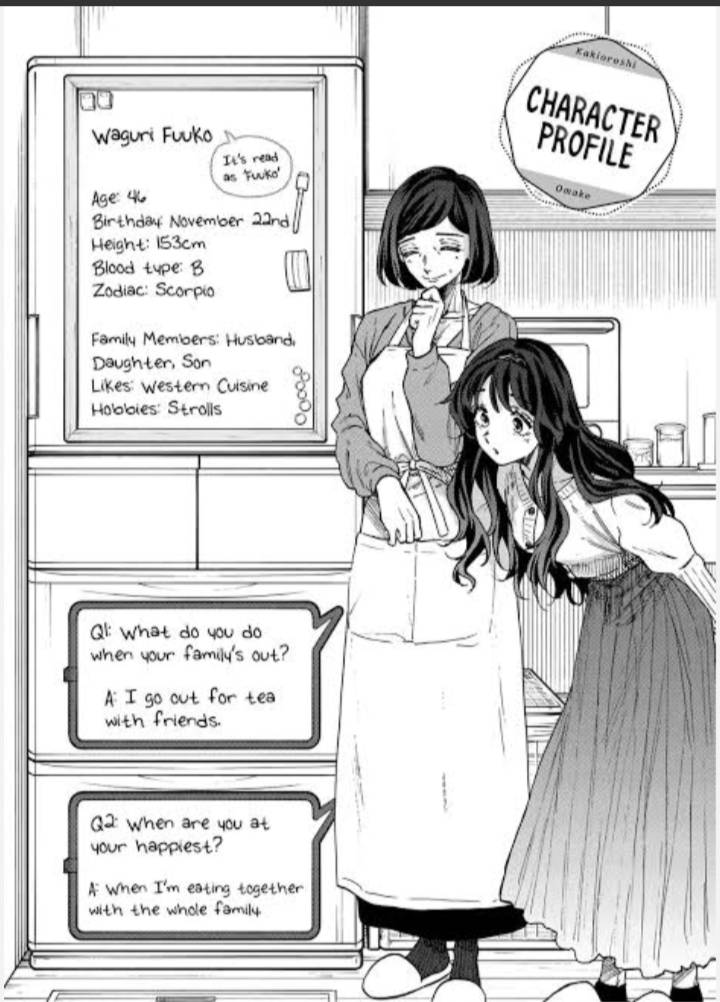 Kakioroshi
CHARACTER
PROFILE
Omake
Waguri Fuuko
It's read
as 'Fuuko'
Age: 46
Birthday: November 22nd
Height: 153cm
Blood type: B
Zodiac: Scorpio
Family Members: Husband,
Daughter, Son
Likes: Western Cuisine
Hobbies: Strolls
Q1: What do you do
when your family's out?
A: I go out for tea
with friends.
Q2: When are you at
your happiest?
A: When I'm eating together
with the whole family.